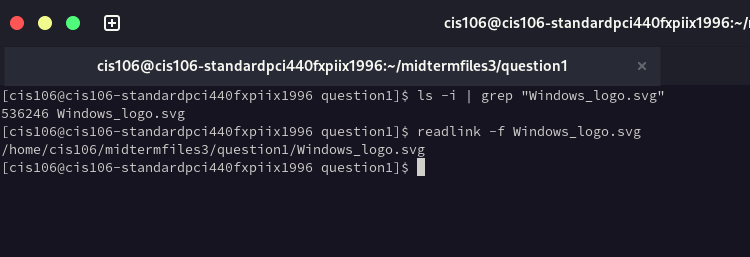 cis106@cis106-standardpci440fxpiix1996:~/
cis106@cis106-standardpci440fxpiix1996:~/midtermfiles3/question1 ×
[cis106@cis106-standardpci440fxpiix1996 question1]$ ls -i | grep "Windows_logo.svg"
536246 Windows_logo.svg
[cis106@cis106-standardpci440fxpiix1996 question1]$ readlink -f Windows_logo.svg
/home/cis106/midtermfiles3/question1/Windows_logo.svg
[cis106@cis106-standardpci440fxpiix1996 question1]$